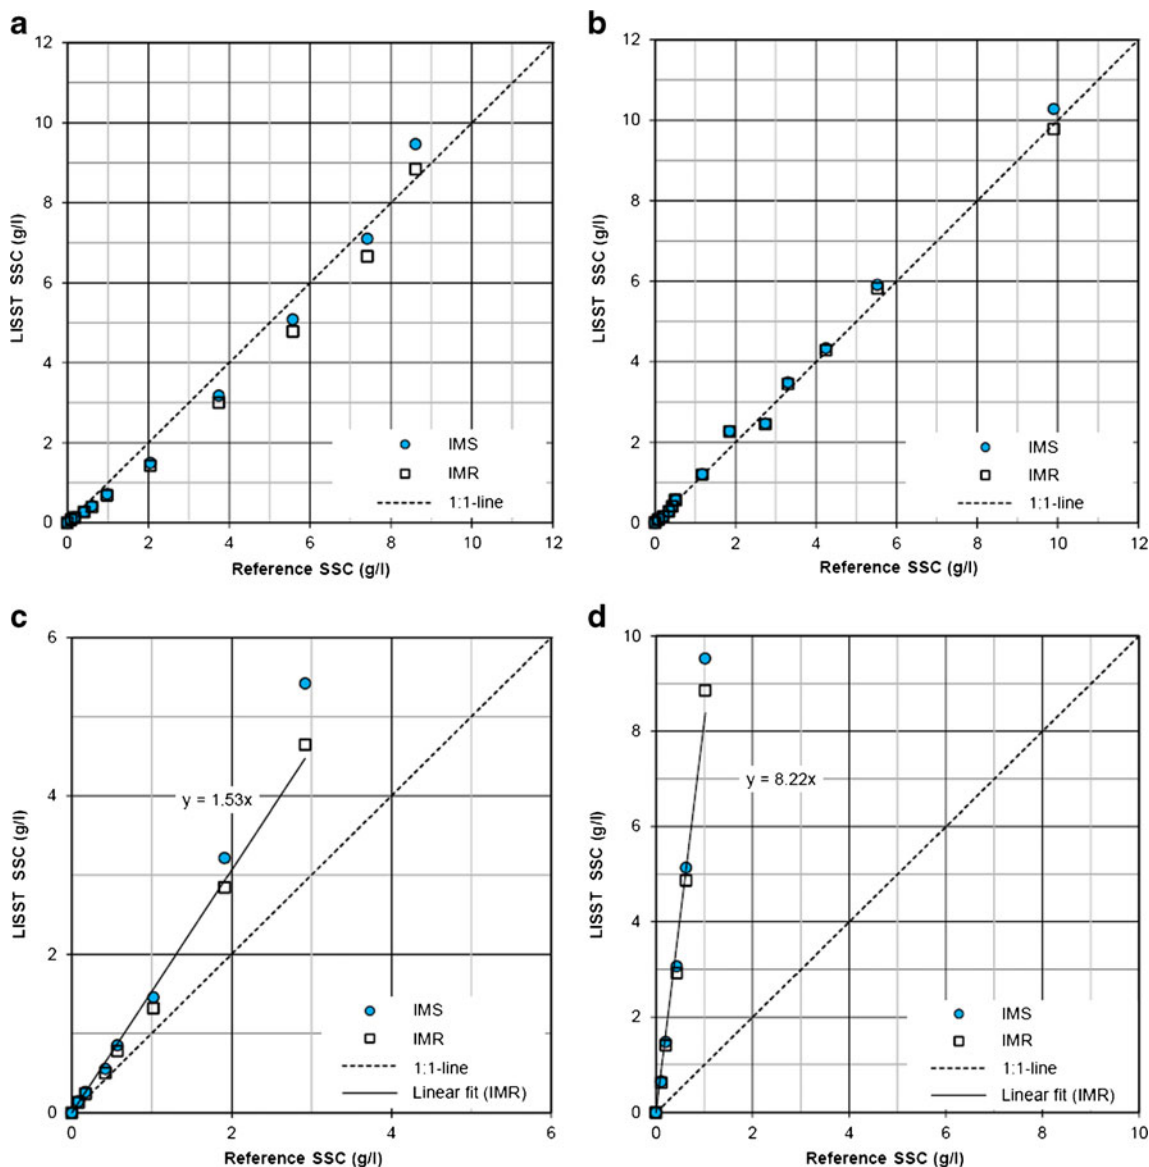 a
12
10
8
6
4
2
0
LISST SSC (g/l)
IMS
IMR
1:1-line
0 2 4 6 8 10 12
Reference SSC (g/l)
b
12
10
8
6
4
2
0
LISST SSC (g/l)
IMS
IMR
1:1-line
0 2 4 6 8 10 12
Reference SSC (g/l)
c
6
4
2
0
LISST SSC (g/l)
y = 1.53x
IMS
IMR
1:1-line
Linear fit (IMR)
0 2 4 6
Reference SSC (g/l)
d
10
8
6
4
2
0
LISST SSC (g/l)
y = 8.22x
IMS
IMR
1:1-line
Linear fit (IMR)
0 2 4 6 8 10
Reference SSC (g/l)